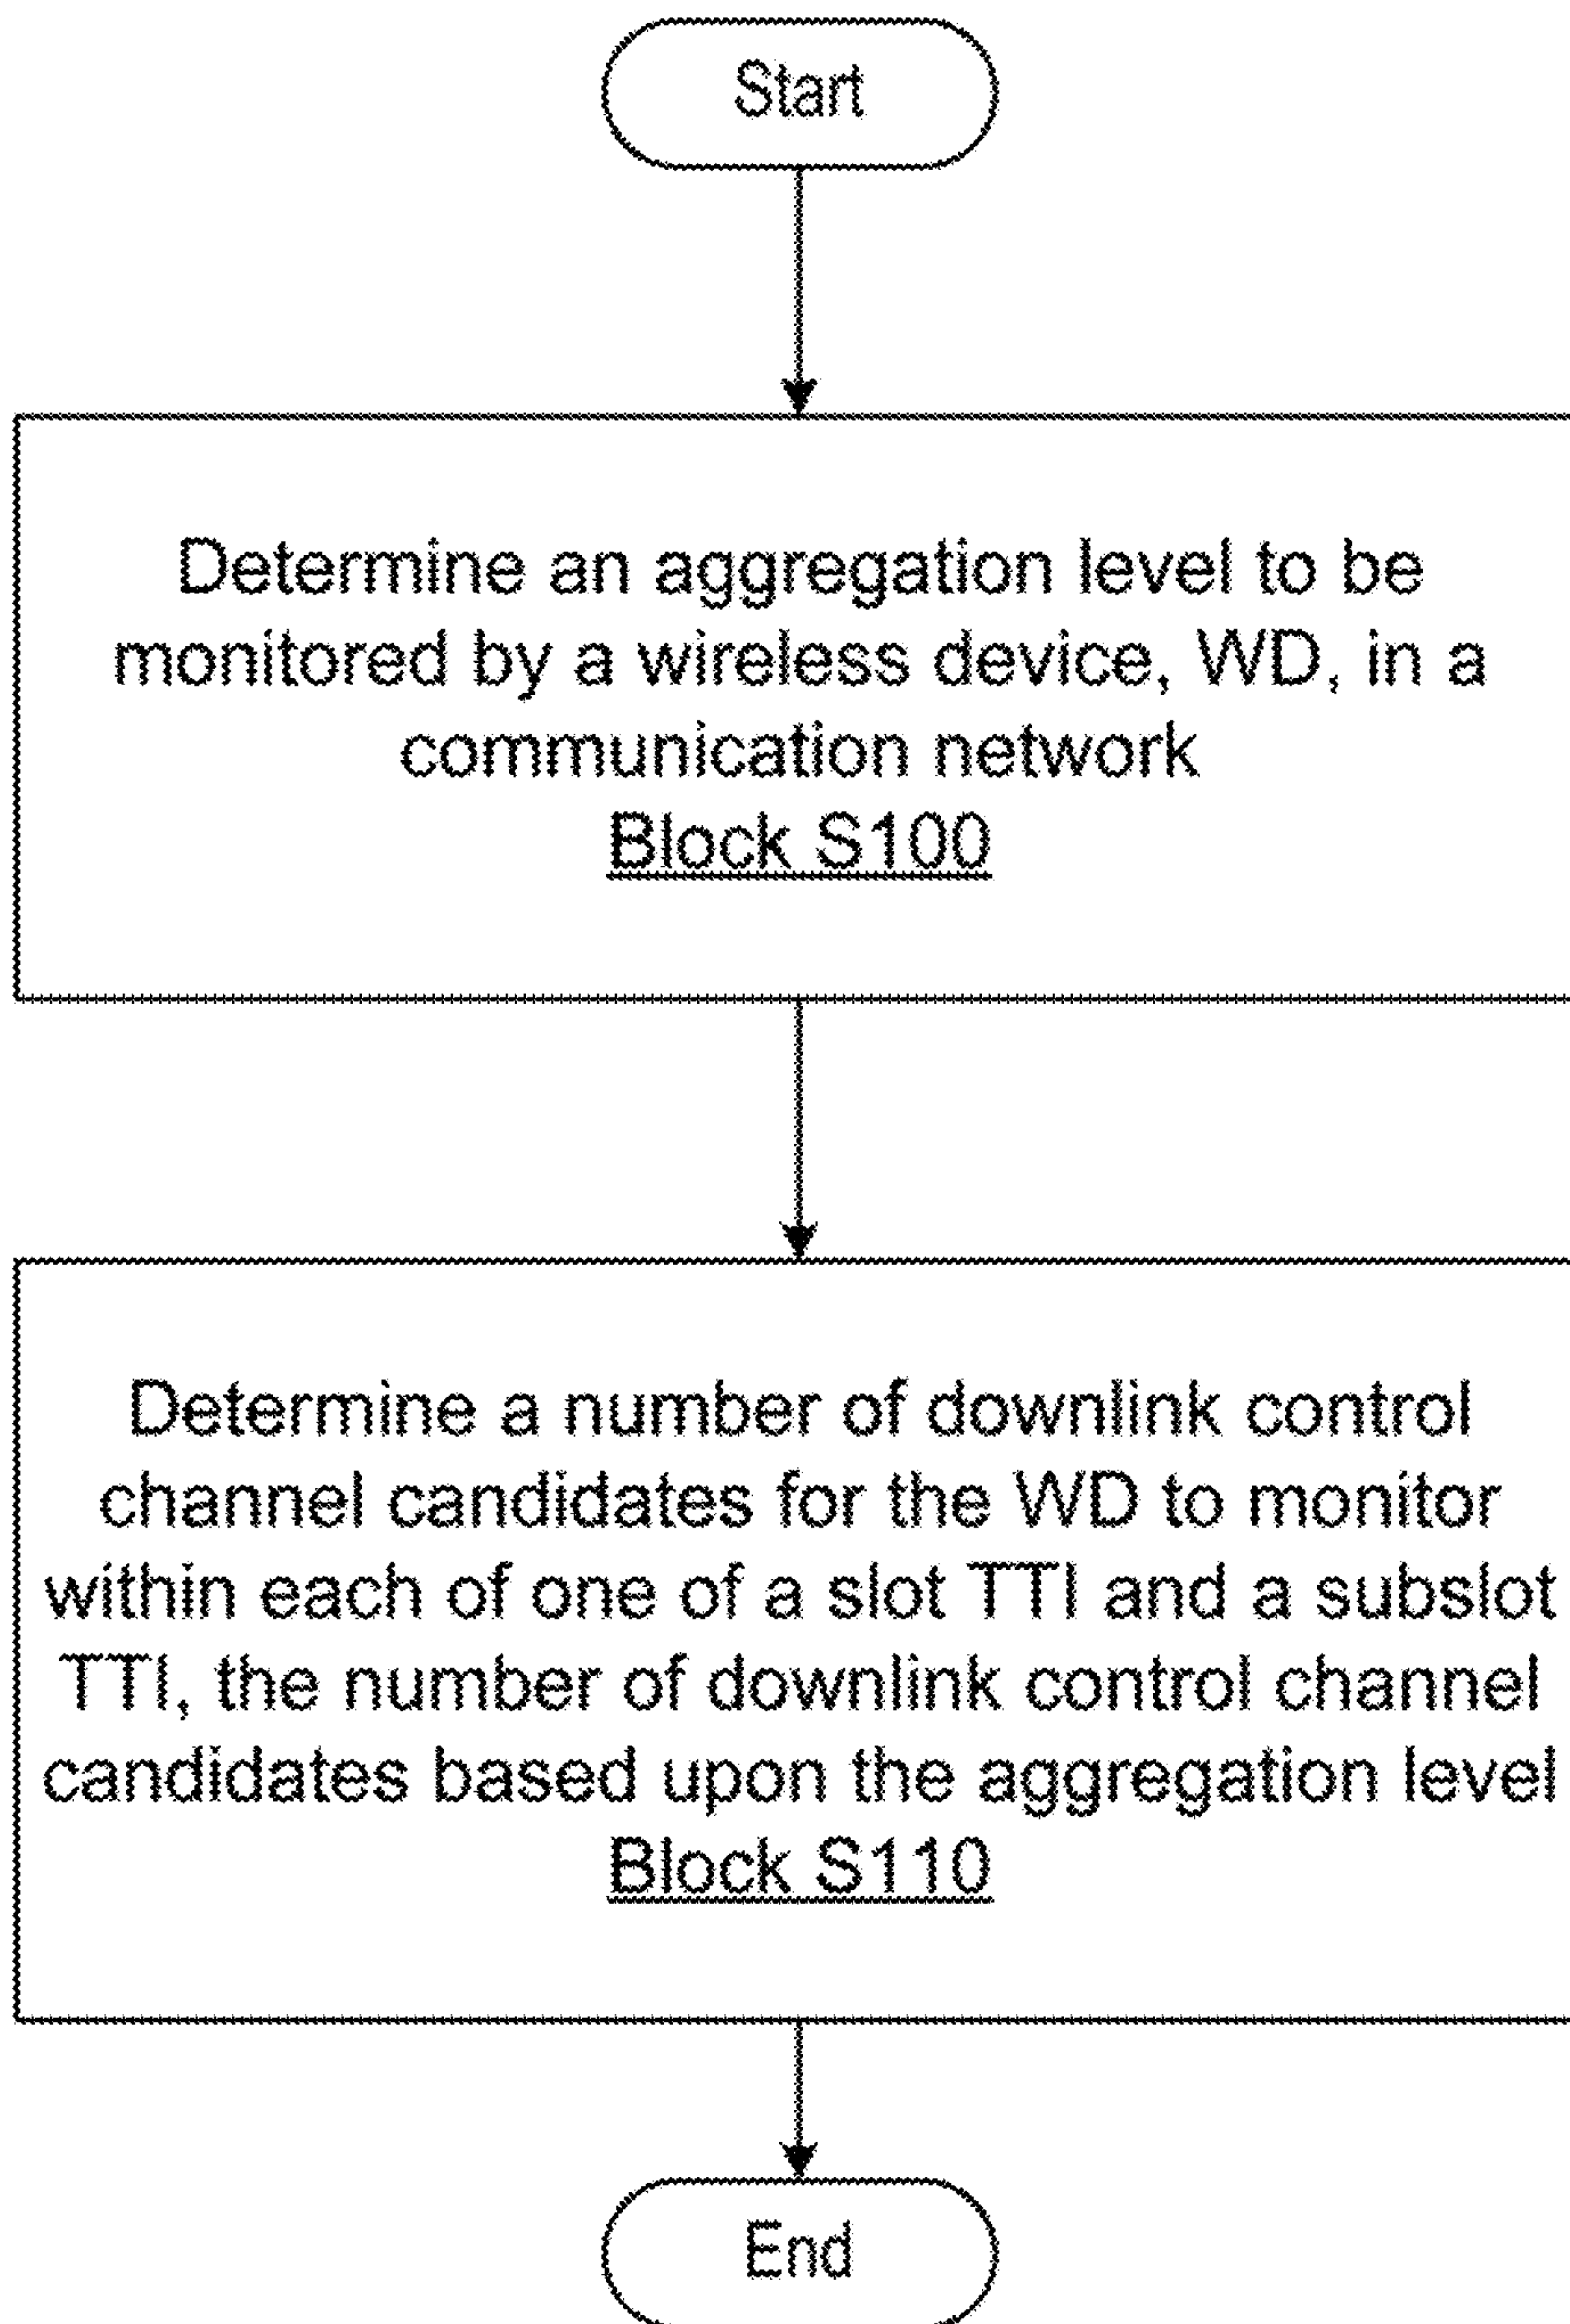 Start
Determine an aggregation level to be
monitored by a wireless device, WD, in a
communication network
Block S100
Determine a number of downlink control
channel candidates for the WD to monitor
within each of one of a slot TTI and a subslot
TTI, the number of downlink control channel
candidates based upon the aggregation level
Block S110
End